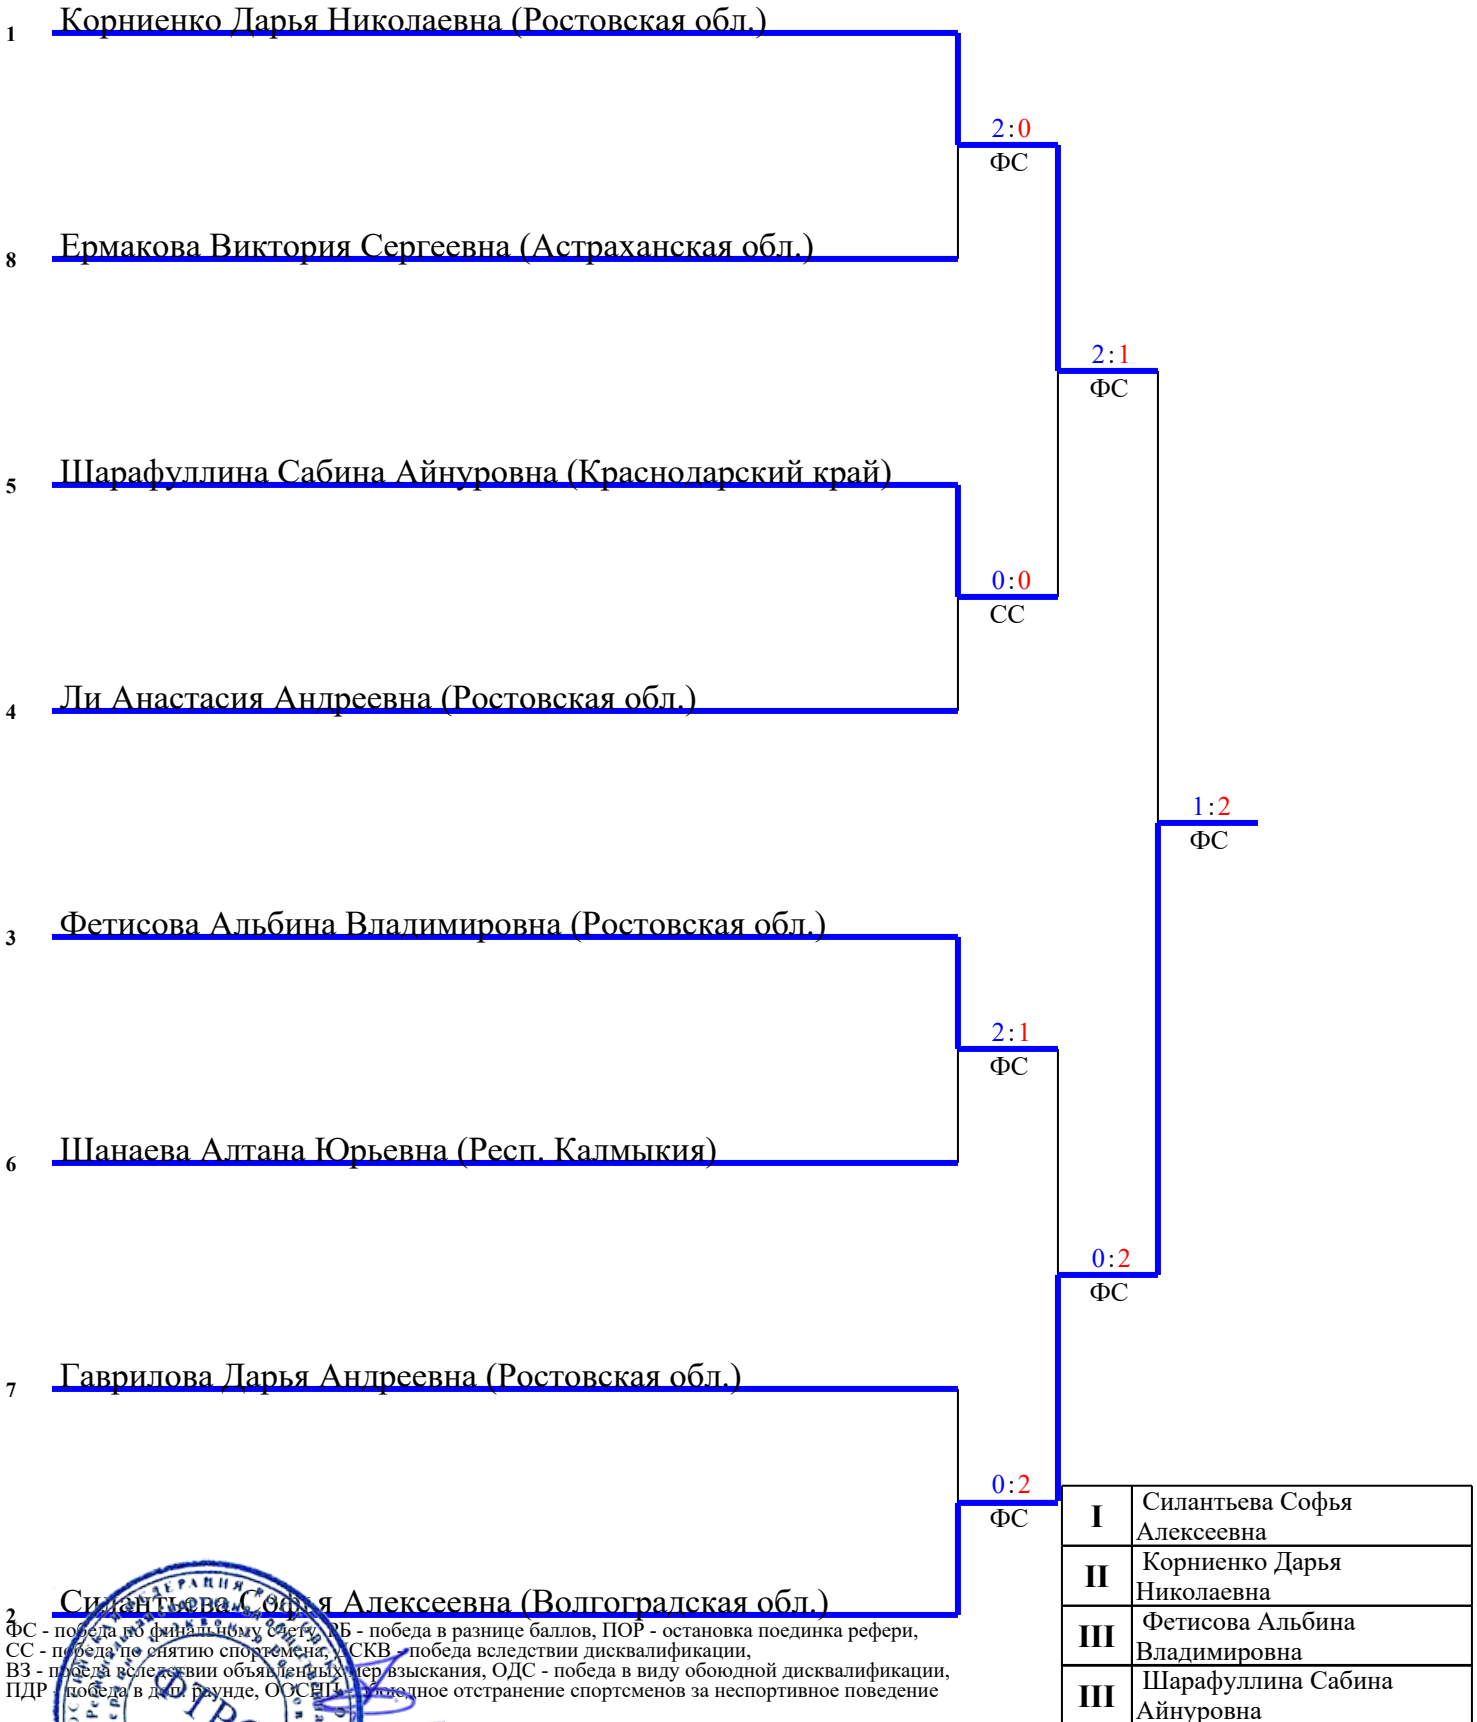 1 Корниенко Дарья Николаевна (Ростовская обл.)
2:0
ФС
8 Ермакова Виктория Сергеевна (Астраханская обл.)
2:1
ФС
5 Шарафуллина Сабина Айнуровна (Краснодарский край)
0:0
СС
4 Ли Анастасия Андреевна (Ростовская обл.)
1:2
ФС
3 Фетисова Альбина Владимировна (Ростовская обл.)
2:1
ФС
6 Шанаева Алтана Юрьевна (Респ. Калмыкия)
0:2
ФС
7 Гаврилова Дарья Андреевна (Ростовская обл.)
0:2
ФС
2 Силантьева Софья Алексеевна (Волгоградская обл.)
ФС - победа по финальному счету, РБ - победа в разнице баллов, ПОР - остановка поединка рефери,
СС - победа по снятию спортсмена, ДСКВ - победа вследствии дисквалификации,
ВЗ - победа вследствии объявленных мер взыскания, ОДС - победа в виду обоюдной дисквалификации,
ПДР - победа в доп. раунде, ООСНП - обоюдное отстранение спортсменов за неспортивное поведение
I Силантьева Софья
Алексеевна
II Корниенко Дарья
Николаевна
III Фетисова Альбина
Владимировна
III Шарафуллина Сабина
Айнуровна